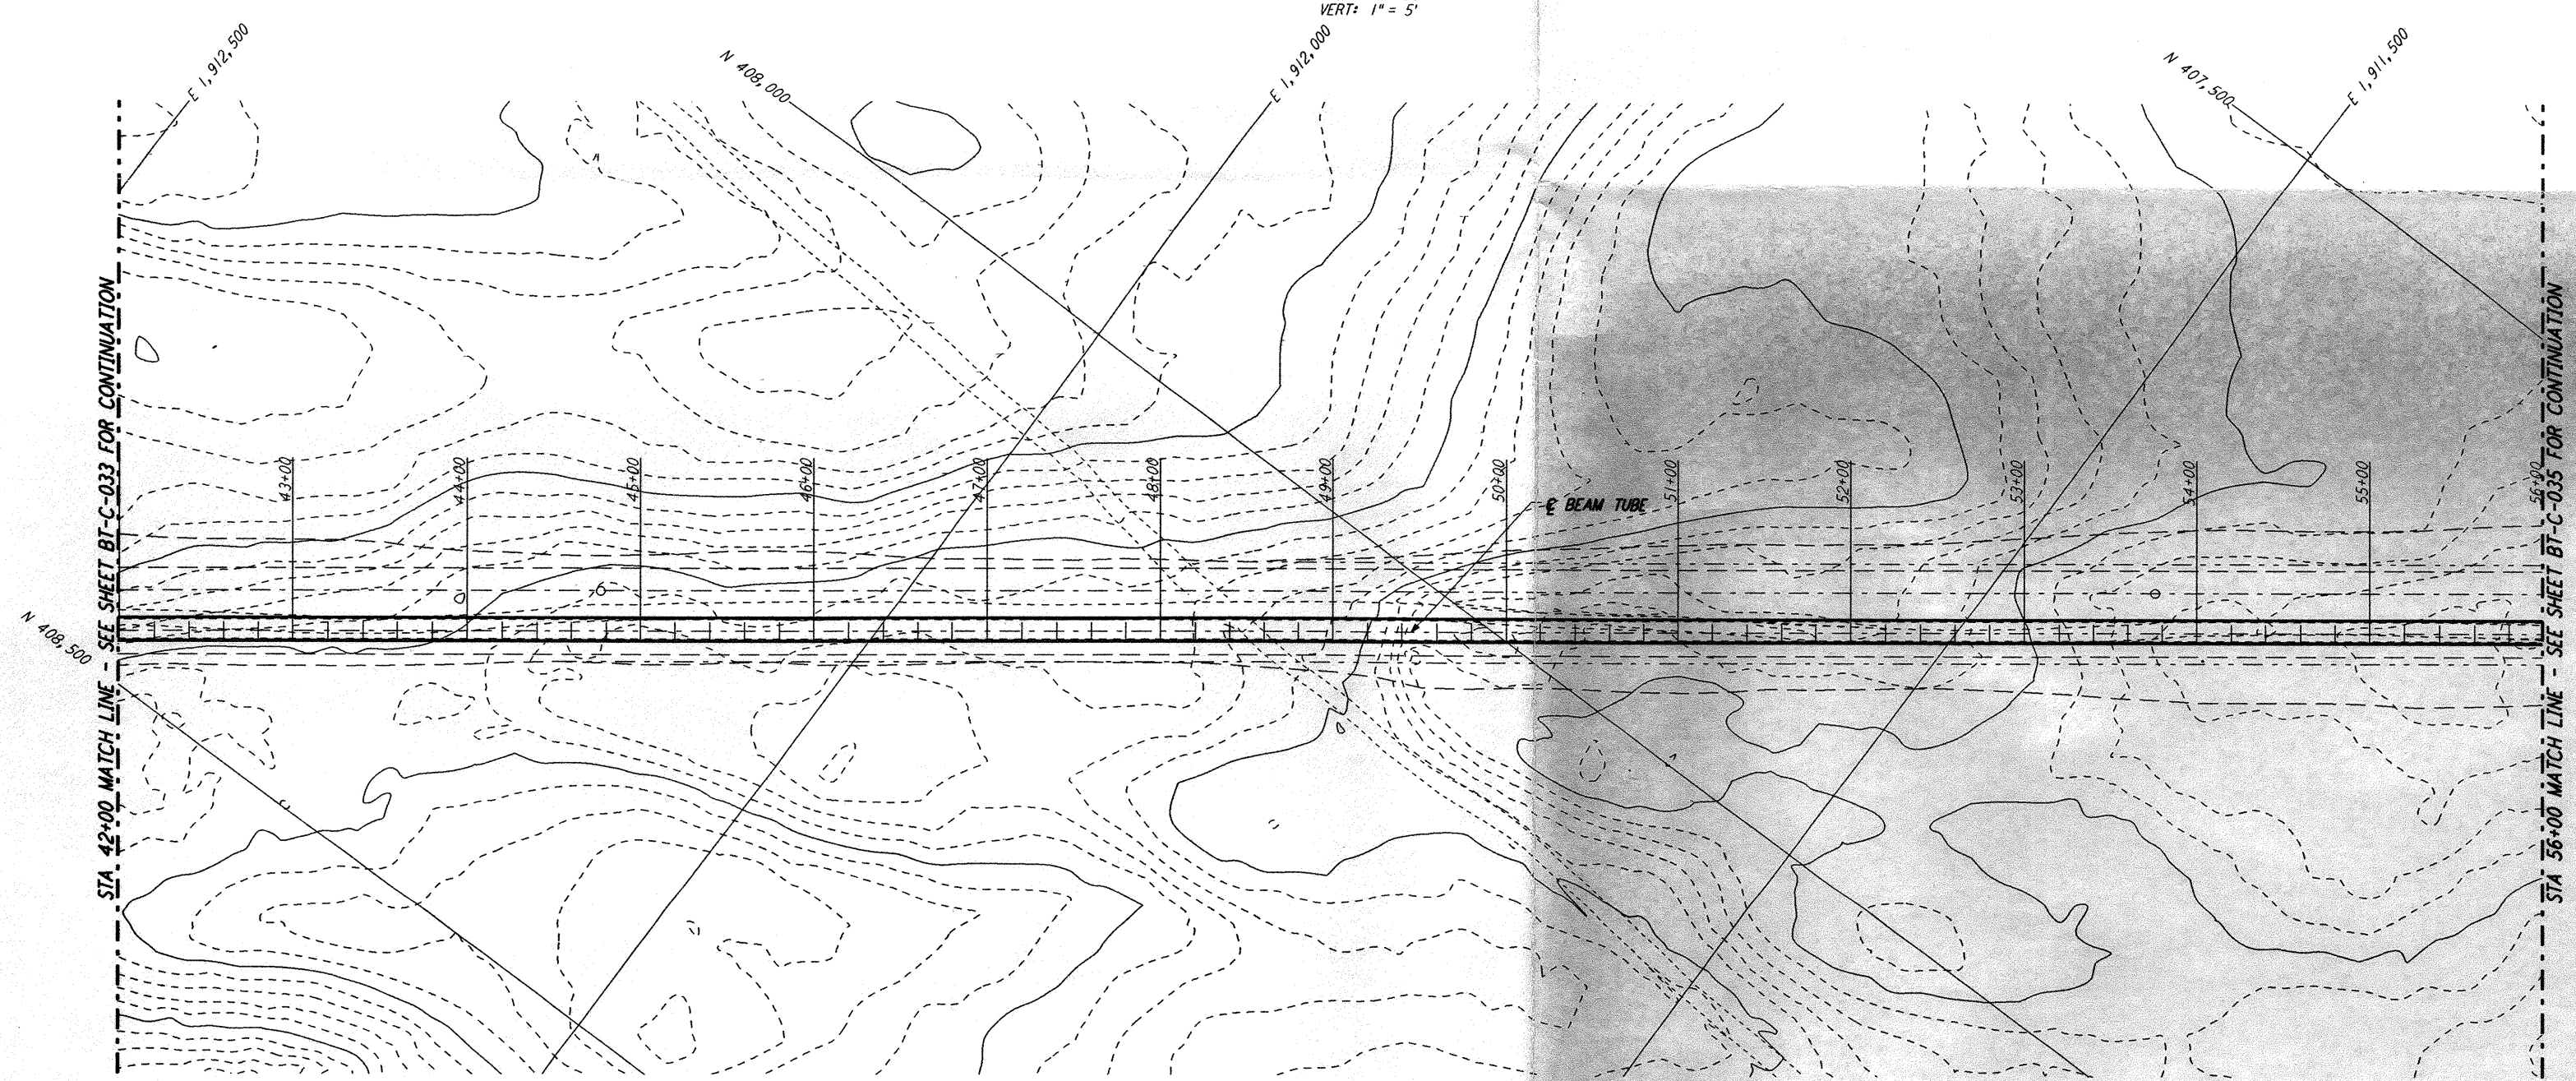 VERT: 1" = 5'
E 1,912,500
N 408,000
E 1,912,000
N 407,500
E 1,911,500
STA 42+00 MATCH LINE - SEE SHEET BT-C-033 FOR CONTINUATION
43+00
44+00
45+00
46+00
47+00
48+00
49+00
50+00
51+00
52+00
53+00
54+00
55+00
56+00
℄ BEAM TUBE
N 408,500
STA 56+00 MATCH LINE - SEE SHEET BT-C-035 FOR CONTINUATION